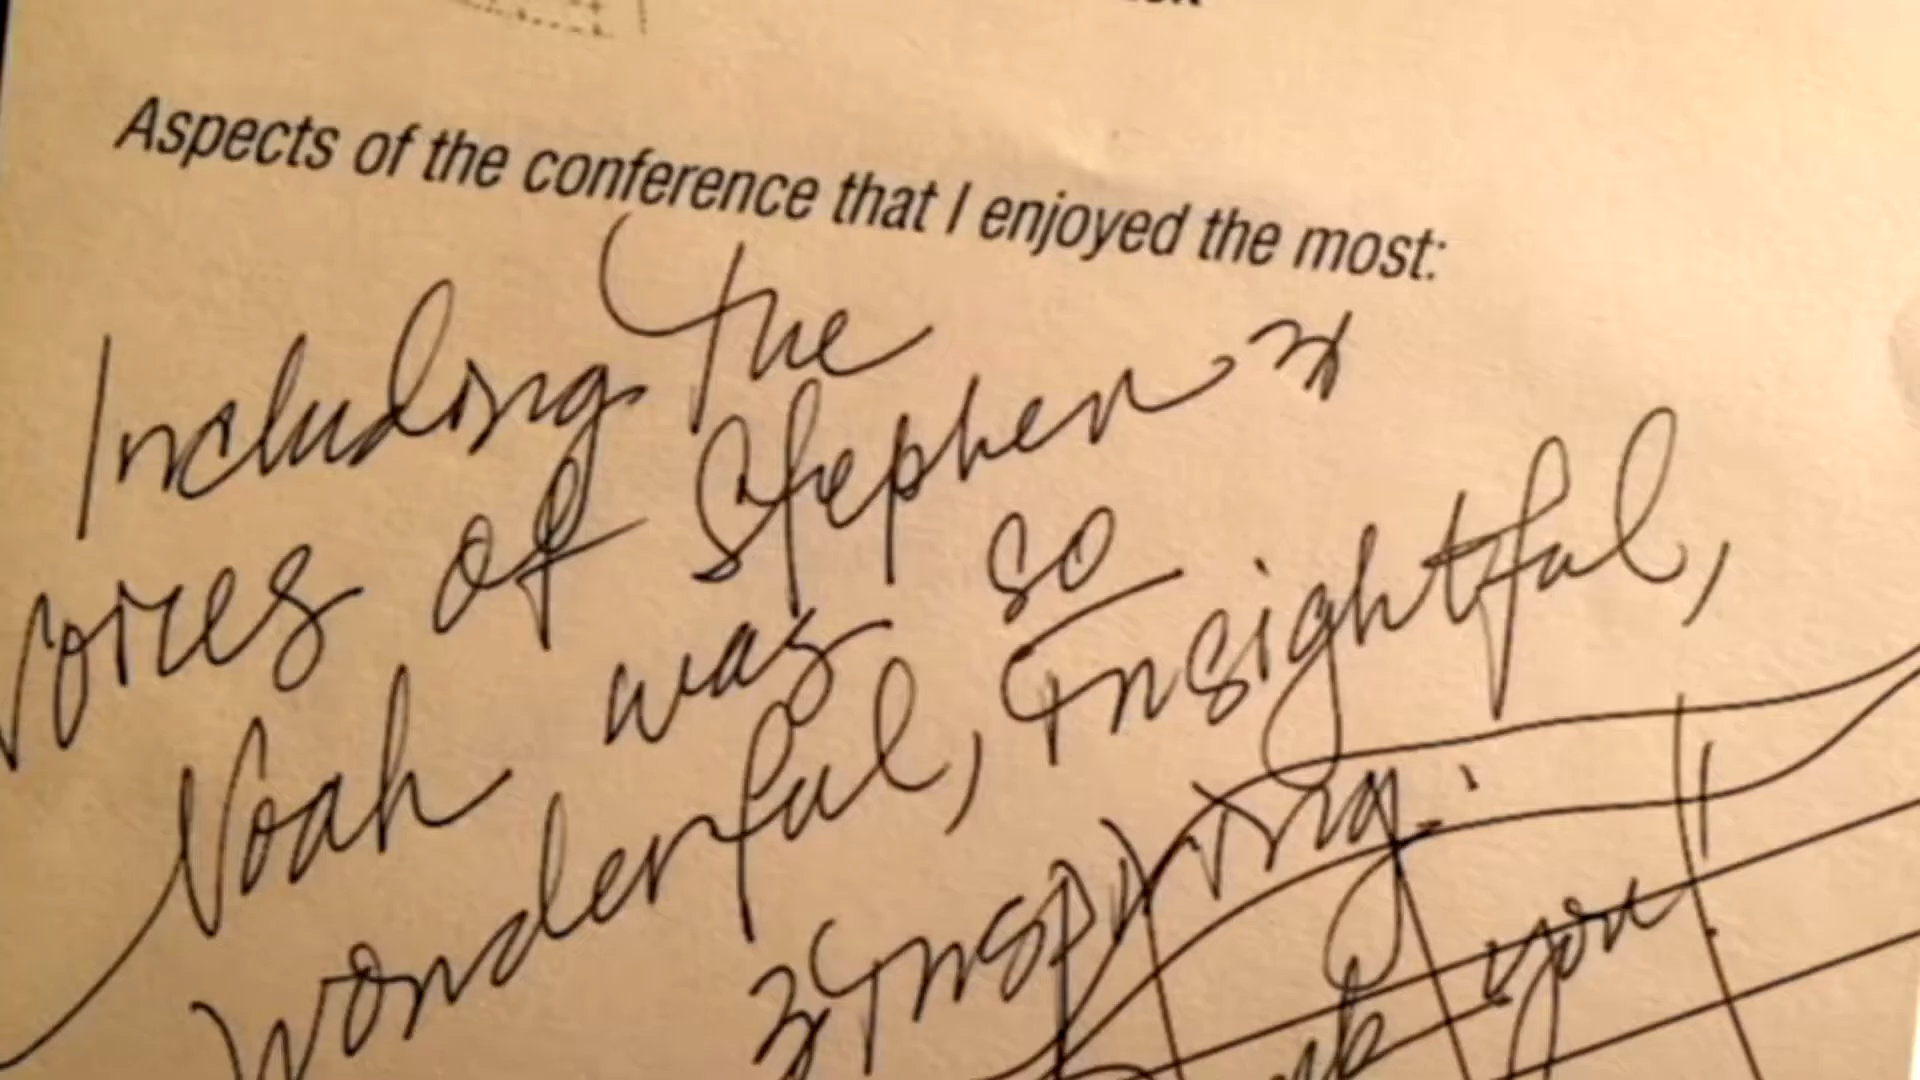 Aspects of the conference that I enjoyed the most:
Including the
voices of Stephen &
Noah was so
wonderful, insightful,
& inspiring.
you!